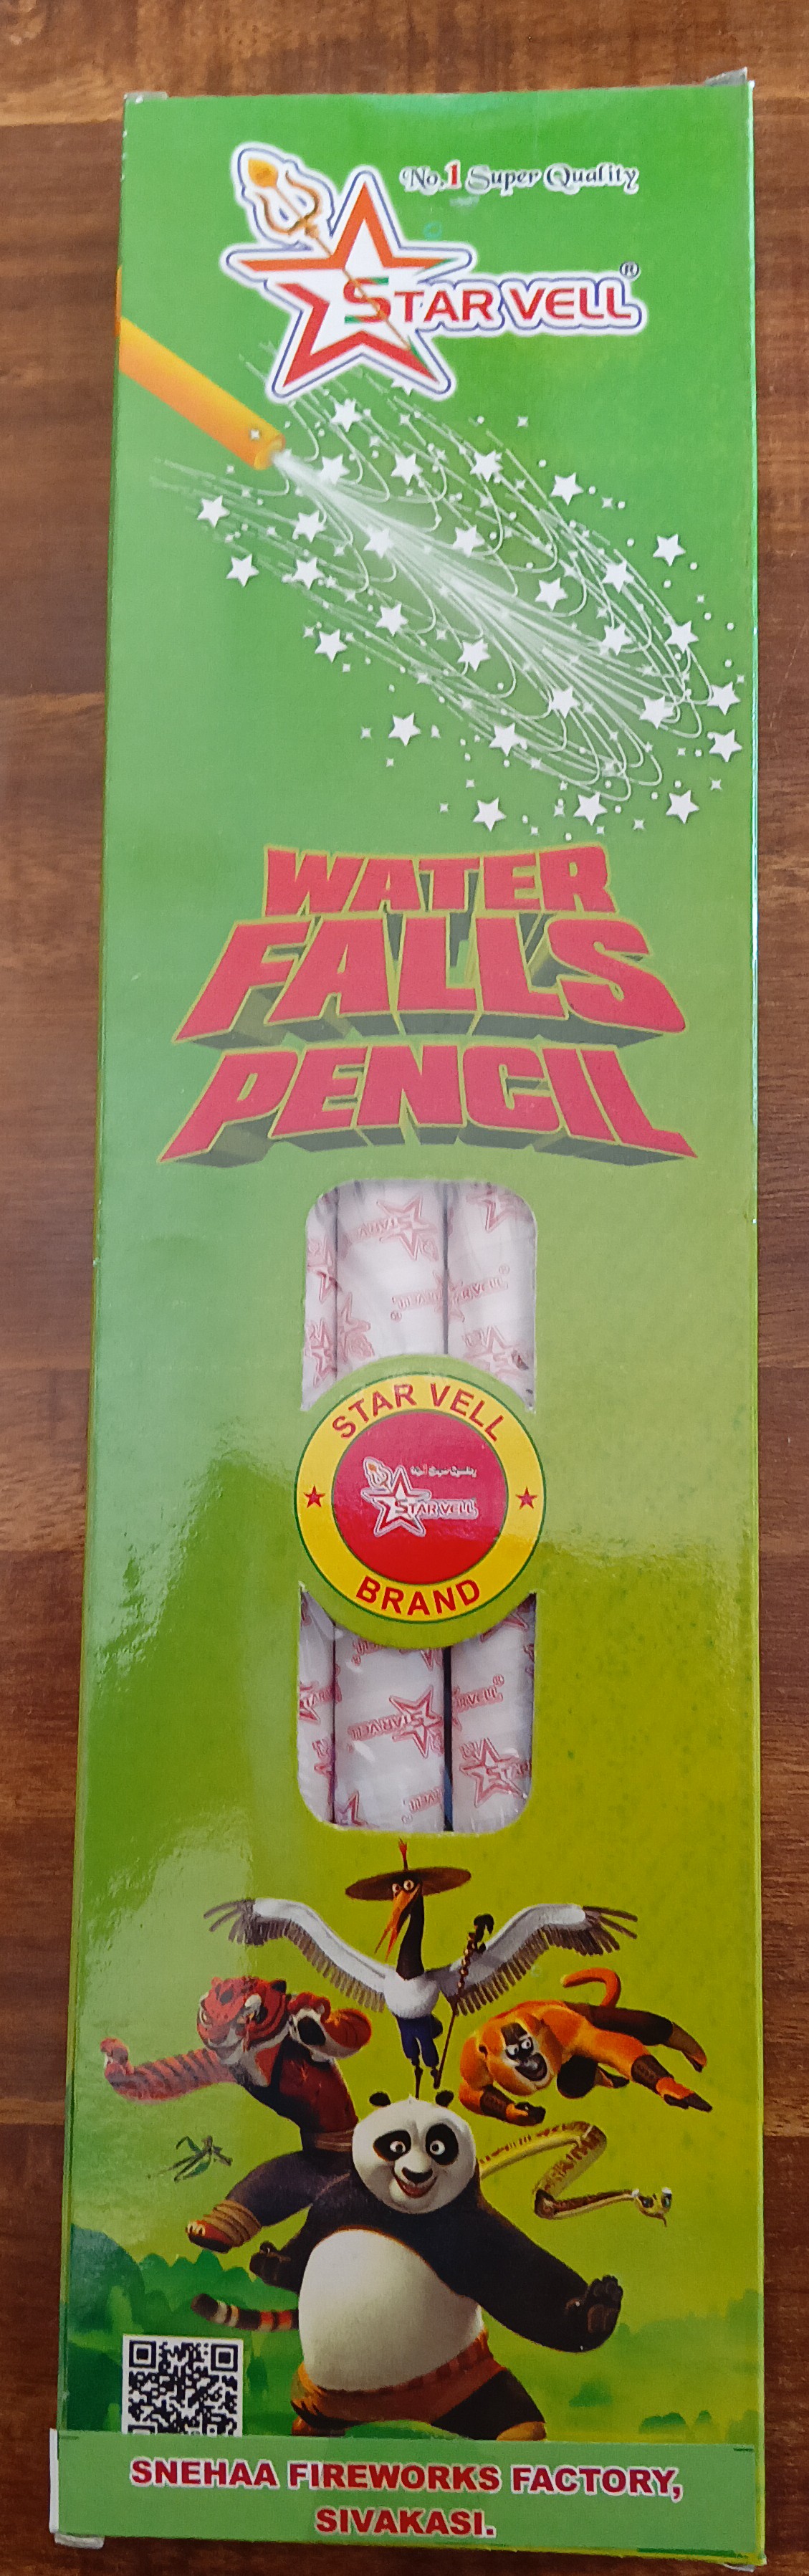 No.1 Super Quality
STAR VELL®
WATER
FALLS
PENCIL
STAR VELL
STAR VELL
BRAND
SNEHAA FIREWORKS FACTORY,
SIVAKASI.